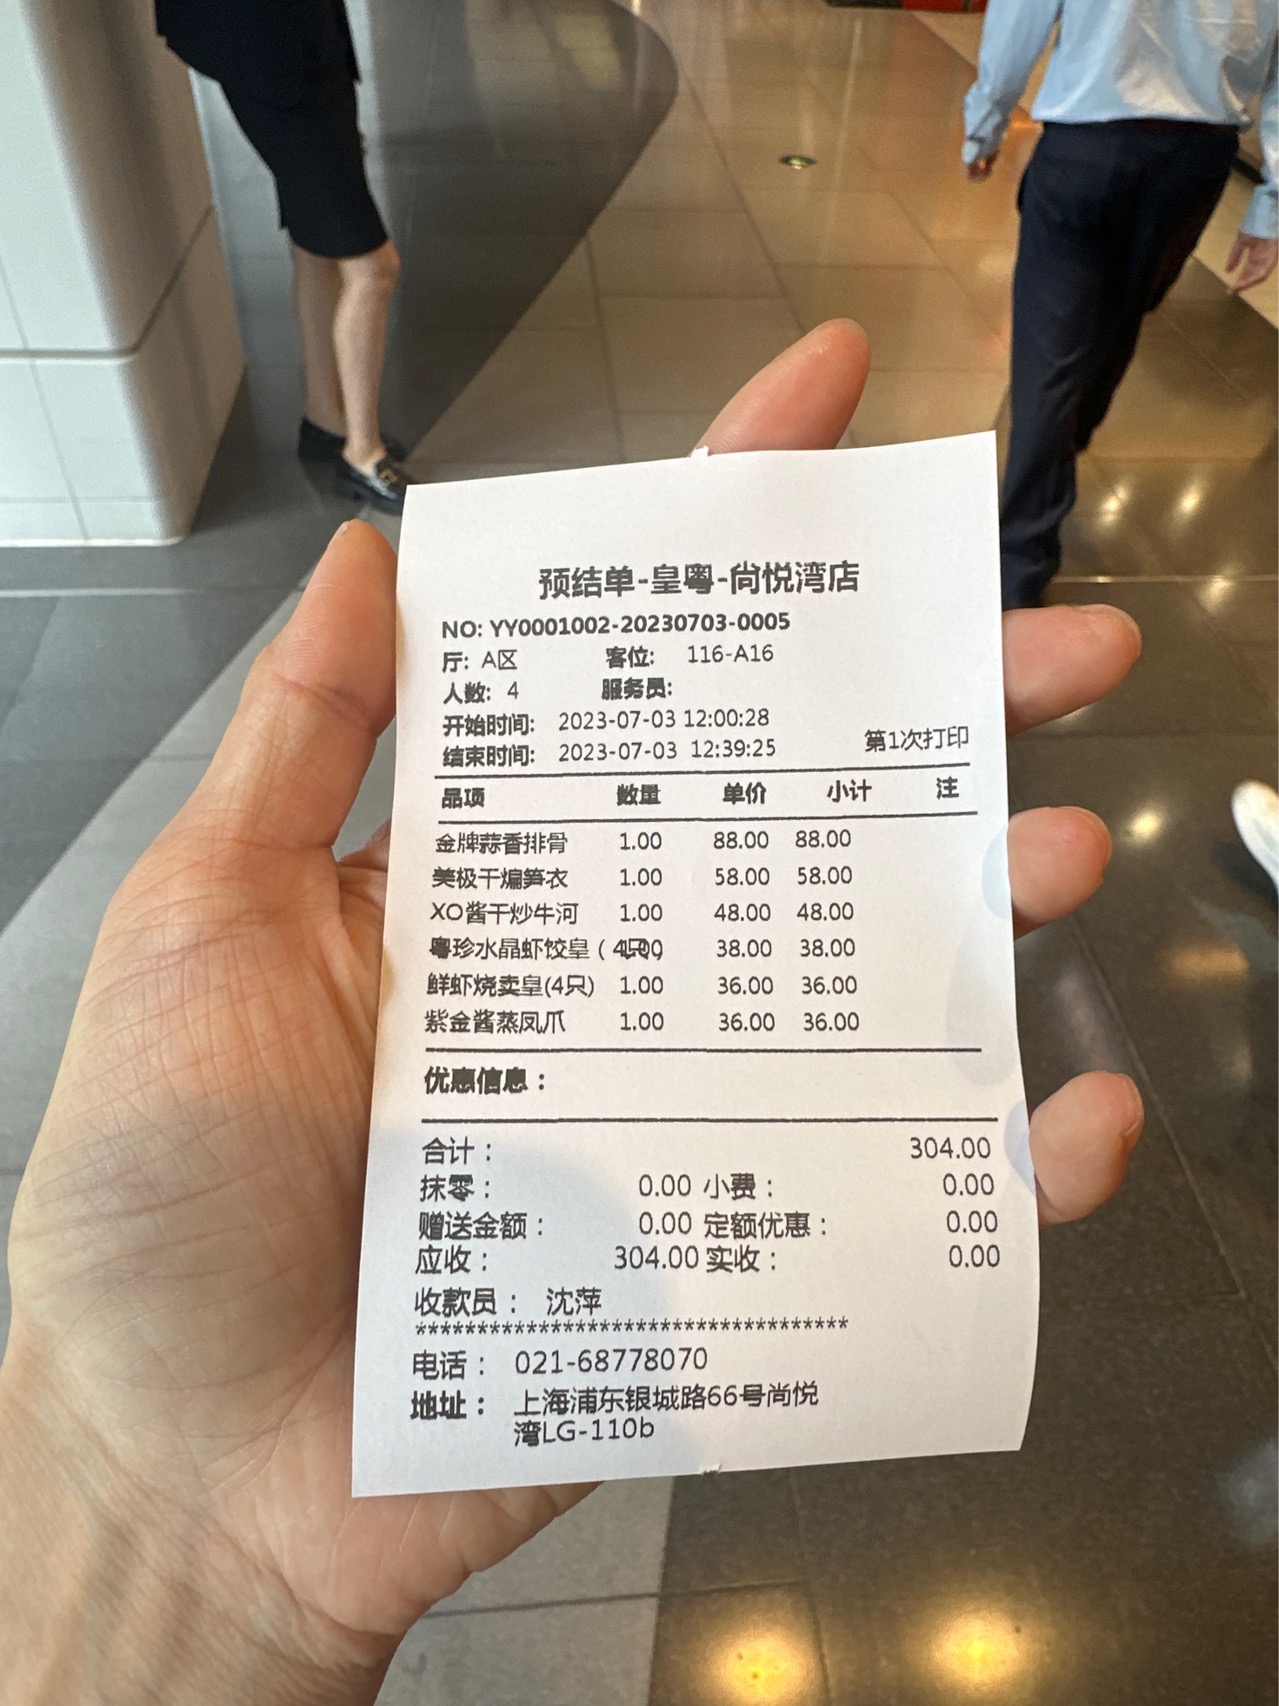 预结单-皇粤-尚悦湾店
NO: YY0001002-20230703-0005
厅: A区 客位: 116-A16
人数: 4 服务员:
开始时间: 2023-07-03 12:00:28
结束时间: 2023-07-03 12:39:25 第1次打印
品项 数量 单价 小计 注
金牌蒜香排骨 1.00 88.00 88.00
美极干煸笋衣 1.00 58.00 58.00
XO酱干炒牛河 1.00 48.00 48.00
粤珍水晶虾饺皇（4只） 1.00 38.00 38.00
鲜虾烧卖皇(4只) 1.00 36.00 36.00
紫金酱蒸凤爪 1.00 36.00 36.00
优惠信息：
合计： 304.00
抹零： 0.00 小费： 0.00
赠送金额： 0.00 定额优惠： 0.00
应收： 304.00 实收： 0.00
收款员： 沈萍
***********************************
电话： 021-68778070
地址： 上海浦东银城路66号尚悦
湾LG-110b